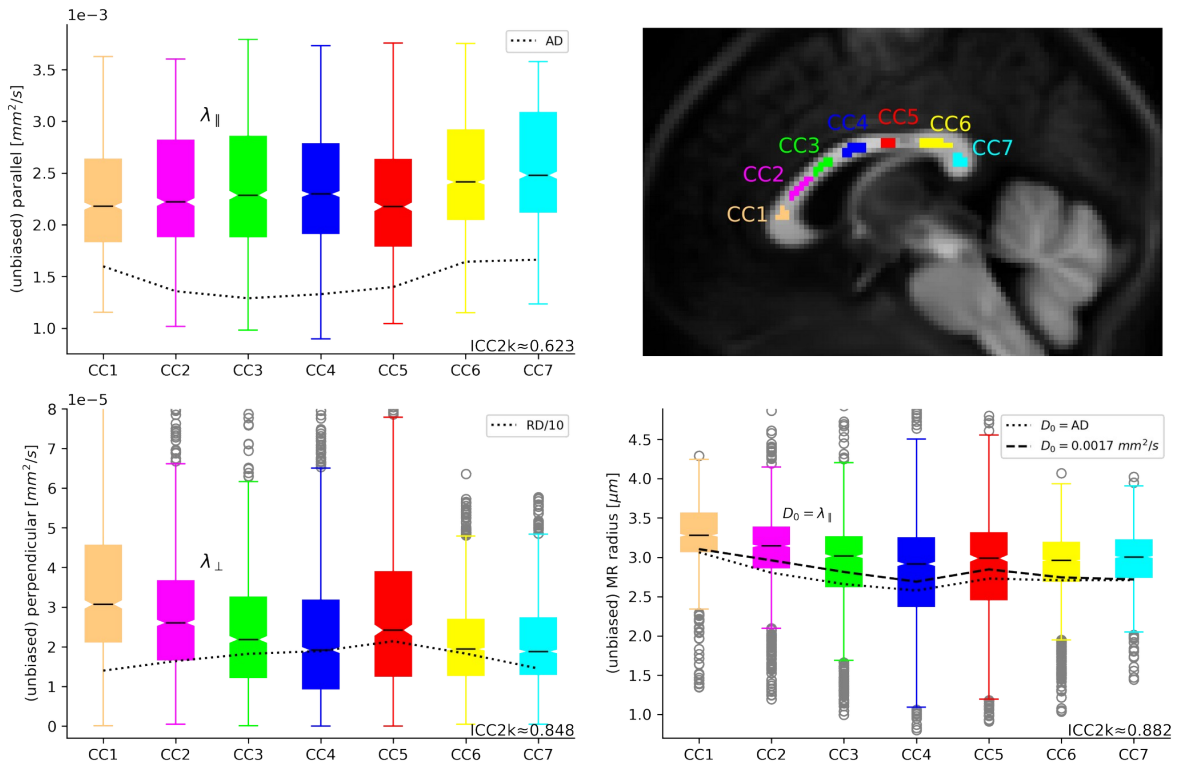 1e−3
(unbiased) parallel [mm²/s]
3.5
3.0
2.5
2.0
1.5
1.0
AD
λ∥
ICC2k≈0.623
CC1 CC2 CC3 CC4 CC5 CC6 CC7
CC1
CC2
CC3
CC4
CC5
CC6
CC7
1e−5
(unbiased) perpendicular [mm²/s]
8
7
6
5
4
3
2
1
0
RD/10
λ⊥
ICC2k≈0.848
CC1 CC2 CC3 CC4 CC5 CC6 CC7
(unbiased) MR radius [μm]
4.5
4.0
3.5
3.0
2.5
2.0
1.5
1.0
D₀ = AD
D₀ = 0.0017 mm²/s
D₀ = λ∥
ICC2k≈0.882
CC1 CC2 CC3 CC4 CC5 CC6 CC7